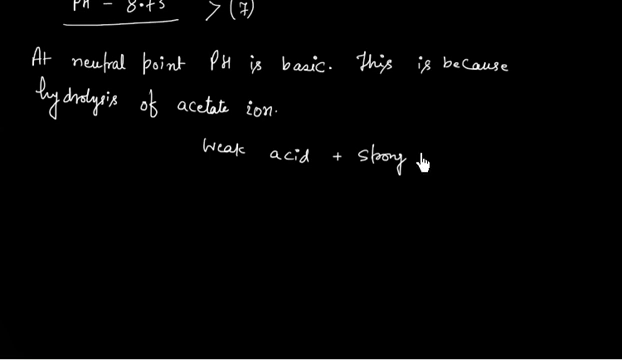 PH - 8.73 > (7)
At neutral point PH is basic. This is because
hydrolysis of acetate ion.
Weak acid + Strong